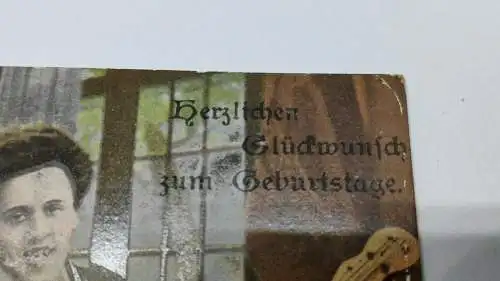 Herzlichen
Glückwunsch
zum Geburtstage.